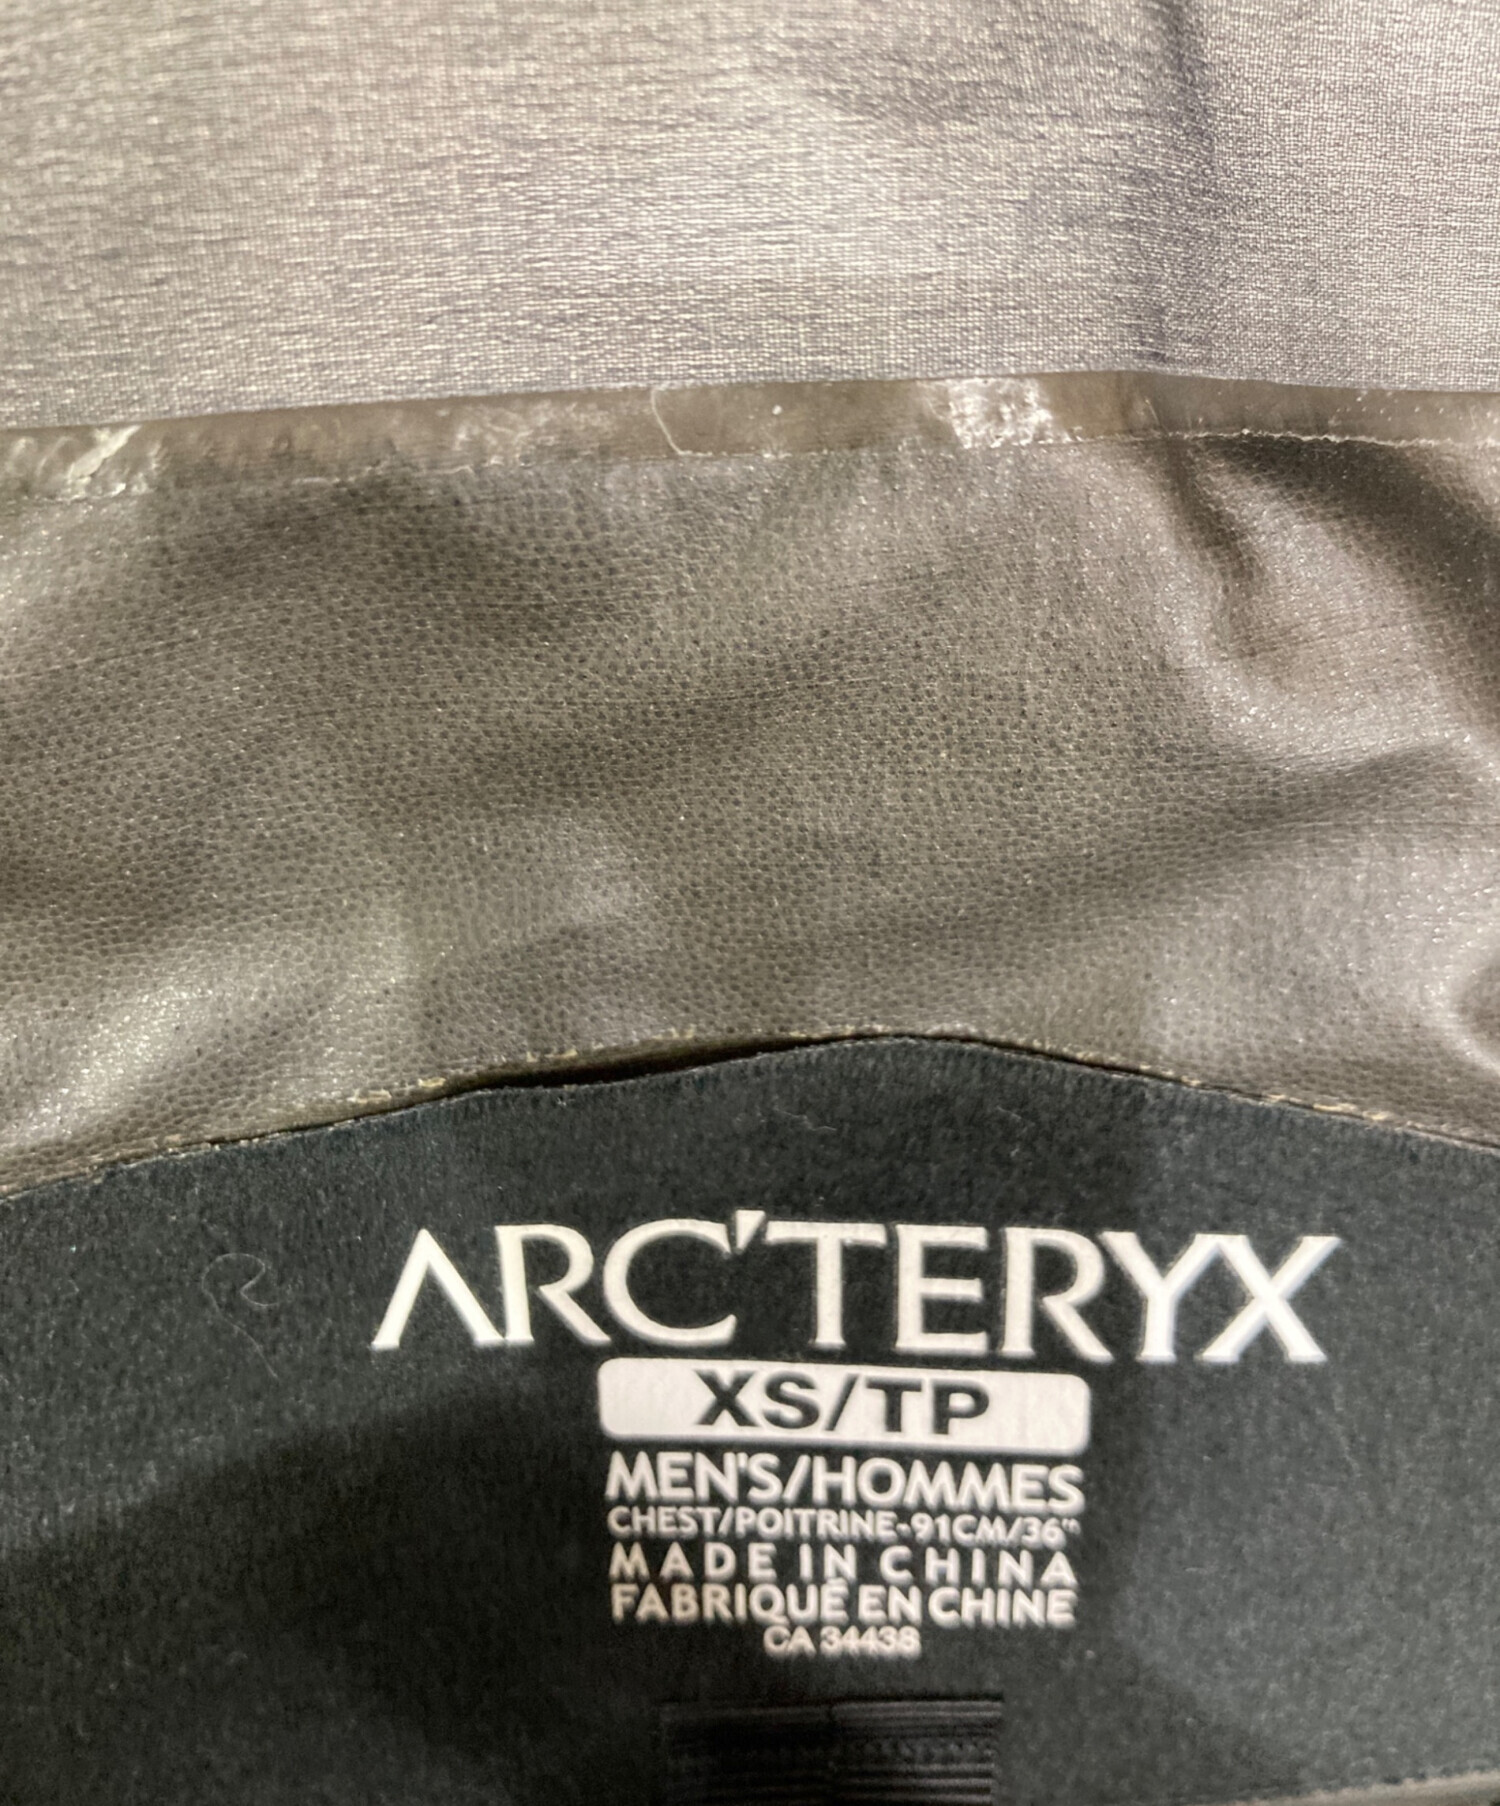 ARC'TERYX
XS/TP
MEN'S/HOMMES
CHEST/POITRINE-91CM/36"
MADE IN CHINA
FABRIQUÉ EN CHINE
CA 34438